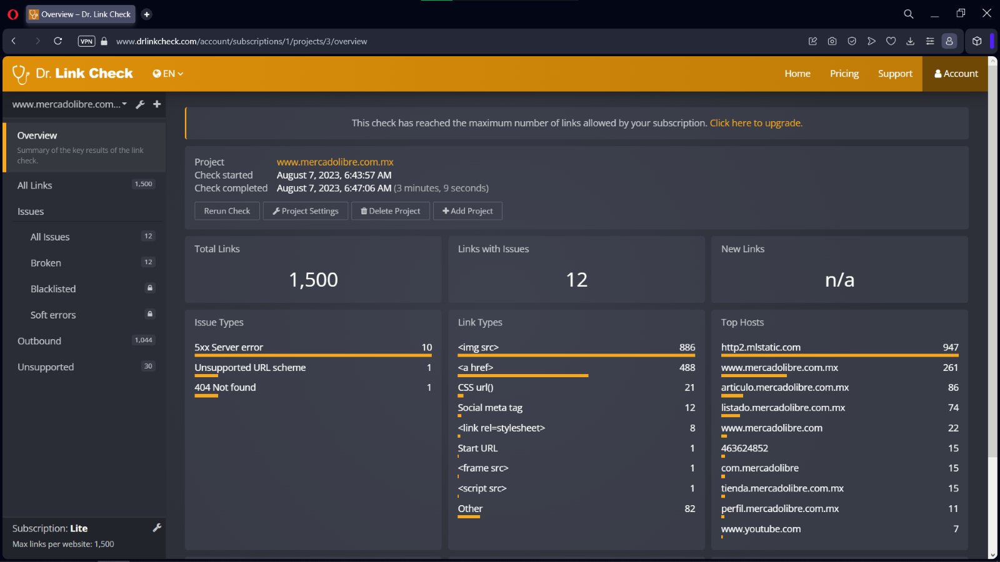 Overview – Dr. Link Check
VPN
www.drlinkcheck.com/account/subscriptions/1/projects/3/overview
Dr. Link Check
EN
Home
Pricing
Support
Account
www.mercadolibre.com...
Overview
Summary of the key results of the link
check.
All Links 1,500
Issues
All Issues 12
Broken 12
Blacklisted
Soft errors
Outbound 1,044
Unsupported 30
Subscription: Lite
Max links per website: 1,500
This check has reached the maximum number of links allowed by your subscription. Click here to upgrade.
Project www.mercadolibre.com.mx
Check started August 7, 2023, 6:43:57 AM
Check completed August 7, 2023, 6:47:06 AM (3 minutes, 9 seconds)
Rerun Check
Project Settings
Delete Project
Add Project
Total Links
1,500
Links with Issues
12
New Links
n/a
Issue Types
5xx Server error 10
Unsupported URL scheme 1
404 Not found 1
Link Types
<img src> 886
<a href> 488
CSS url() 21
Social meta tag 12
<link rel=stylesheet> 8
Start URL 1
<frame src> 1
<script src> 1
Other 82
Top Hosts
http2.mlstatic.com 947
www.mercadolibre.com.mx 261
articulo.mercadolibre.com.mx 86
listado.mercadolibre.com.mx 74
www.mercadolibre.com 22
463624852 15
com.mercadolibre 15
tienda.mercadolibre.com.mx 15
perfil.mercadolibre.com.mx 11
www.youtube.com 7